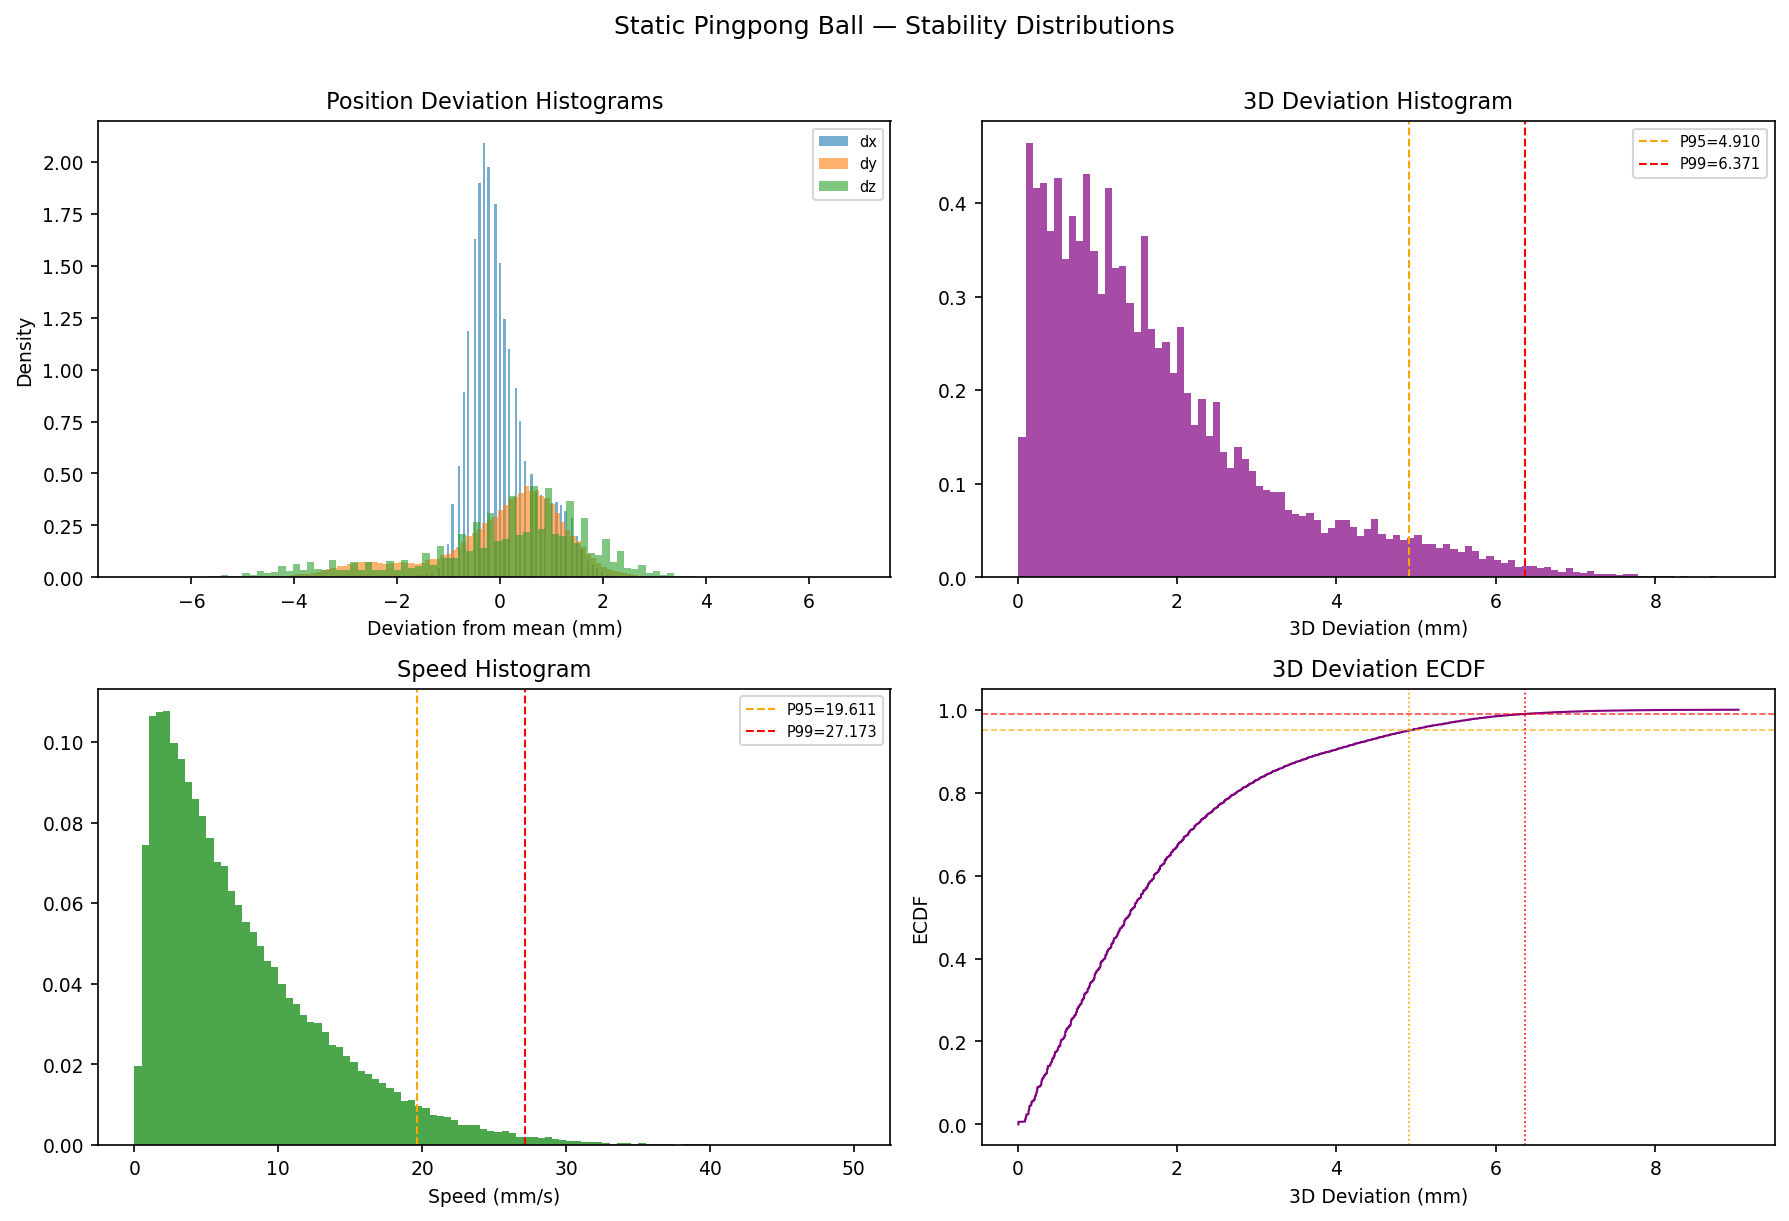 Static Pingpong Ball — Stability Distributions
Position Deviation Histograms
dx
dy
dz
2.00
1.75
1.50
1.25
1.00
0.75
0.50
0.25
0.00
Density
−6 −4 −2 0 2 4 6
Deviation from mean (mm)
3D Deviation Histogram
P95=4.910
P99=6.371
0.4
0.3
0.2
0.1
0.0
0 2 4 6 8
3D Deviation (mm)
Speed Histogram
P95=19.611
P99=27.173
0.10
0.08
0.06
0.04
0.02
0.00
0 10 20 30 40 50
Speed (mm/s)
3D Deviation ECDF
1.0
0.8
0.6
0.4
0.2
0.0
ECDF
0 2 4 6 8
3D Deviation (mm)